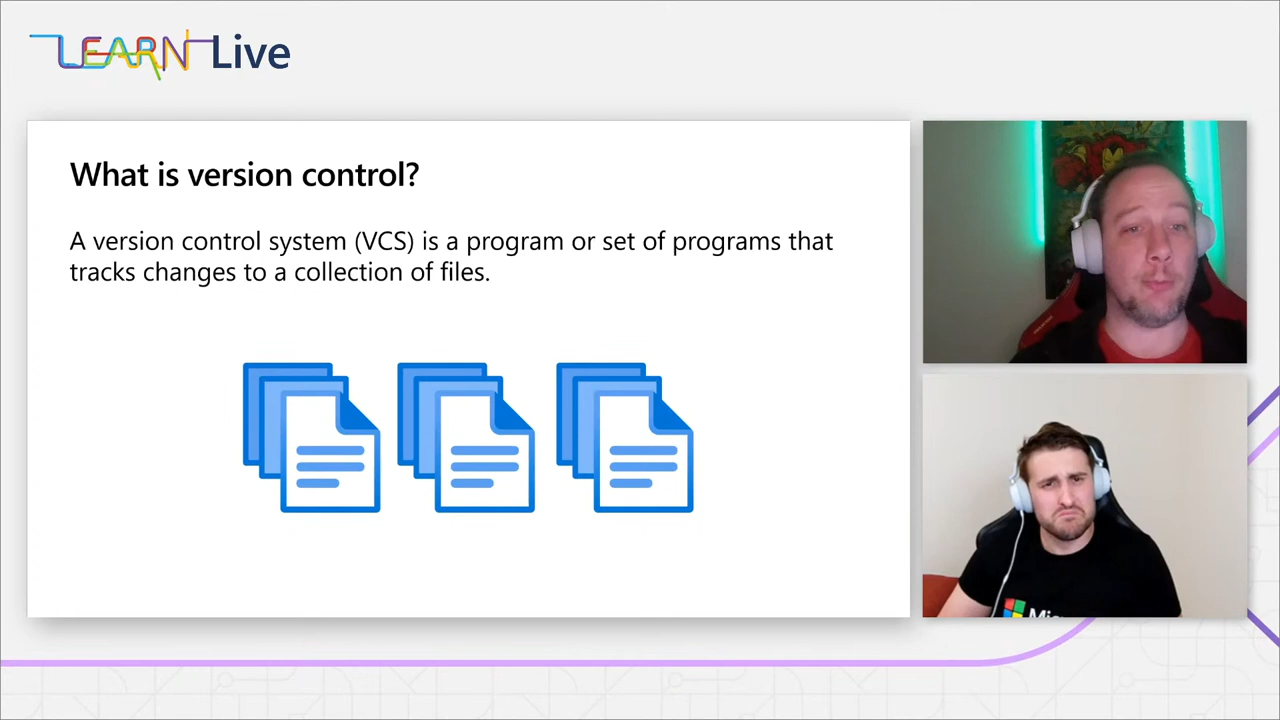 LEARN Live
What is version control?
A version control system (VCS) is a program or set of programs that
tracks changes to a collection of files.